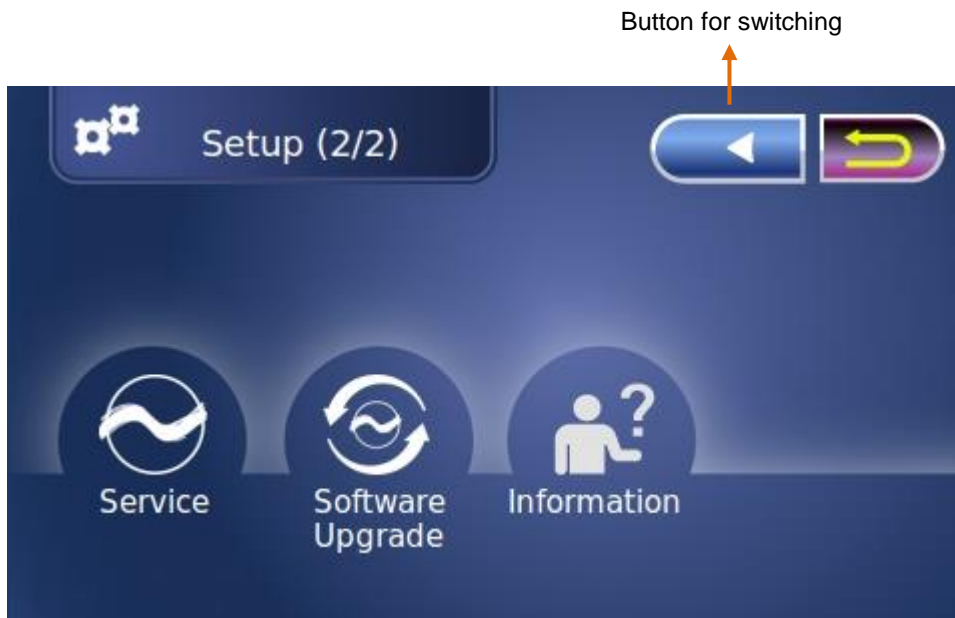 Button for switching
Setup (2/2)
?
Service
Software
Upgrade
Information